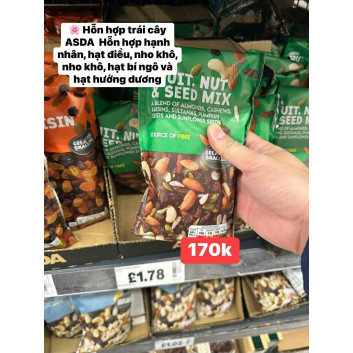 🌸 Hỗn hợp trái cây
ASDA Hỗn hợp hạnh
nhân, hạt điều, nho khô,
nho khô, hạt bí ngô và
hạt hướng dương
UIT, NUT
& SEED MIX
A BLEND OF ALMONDS, CASHEWS,
RAISINS, SULTANAS, PUMPKIN
SEEDS AND SUNFLOWER SEEDS
SOURCE OF FIBRE
170k
£1.78